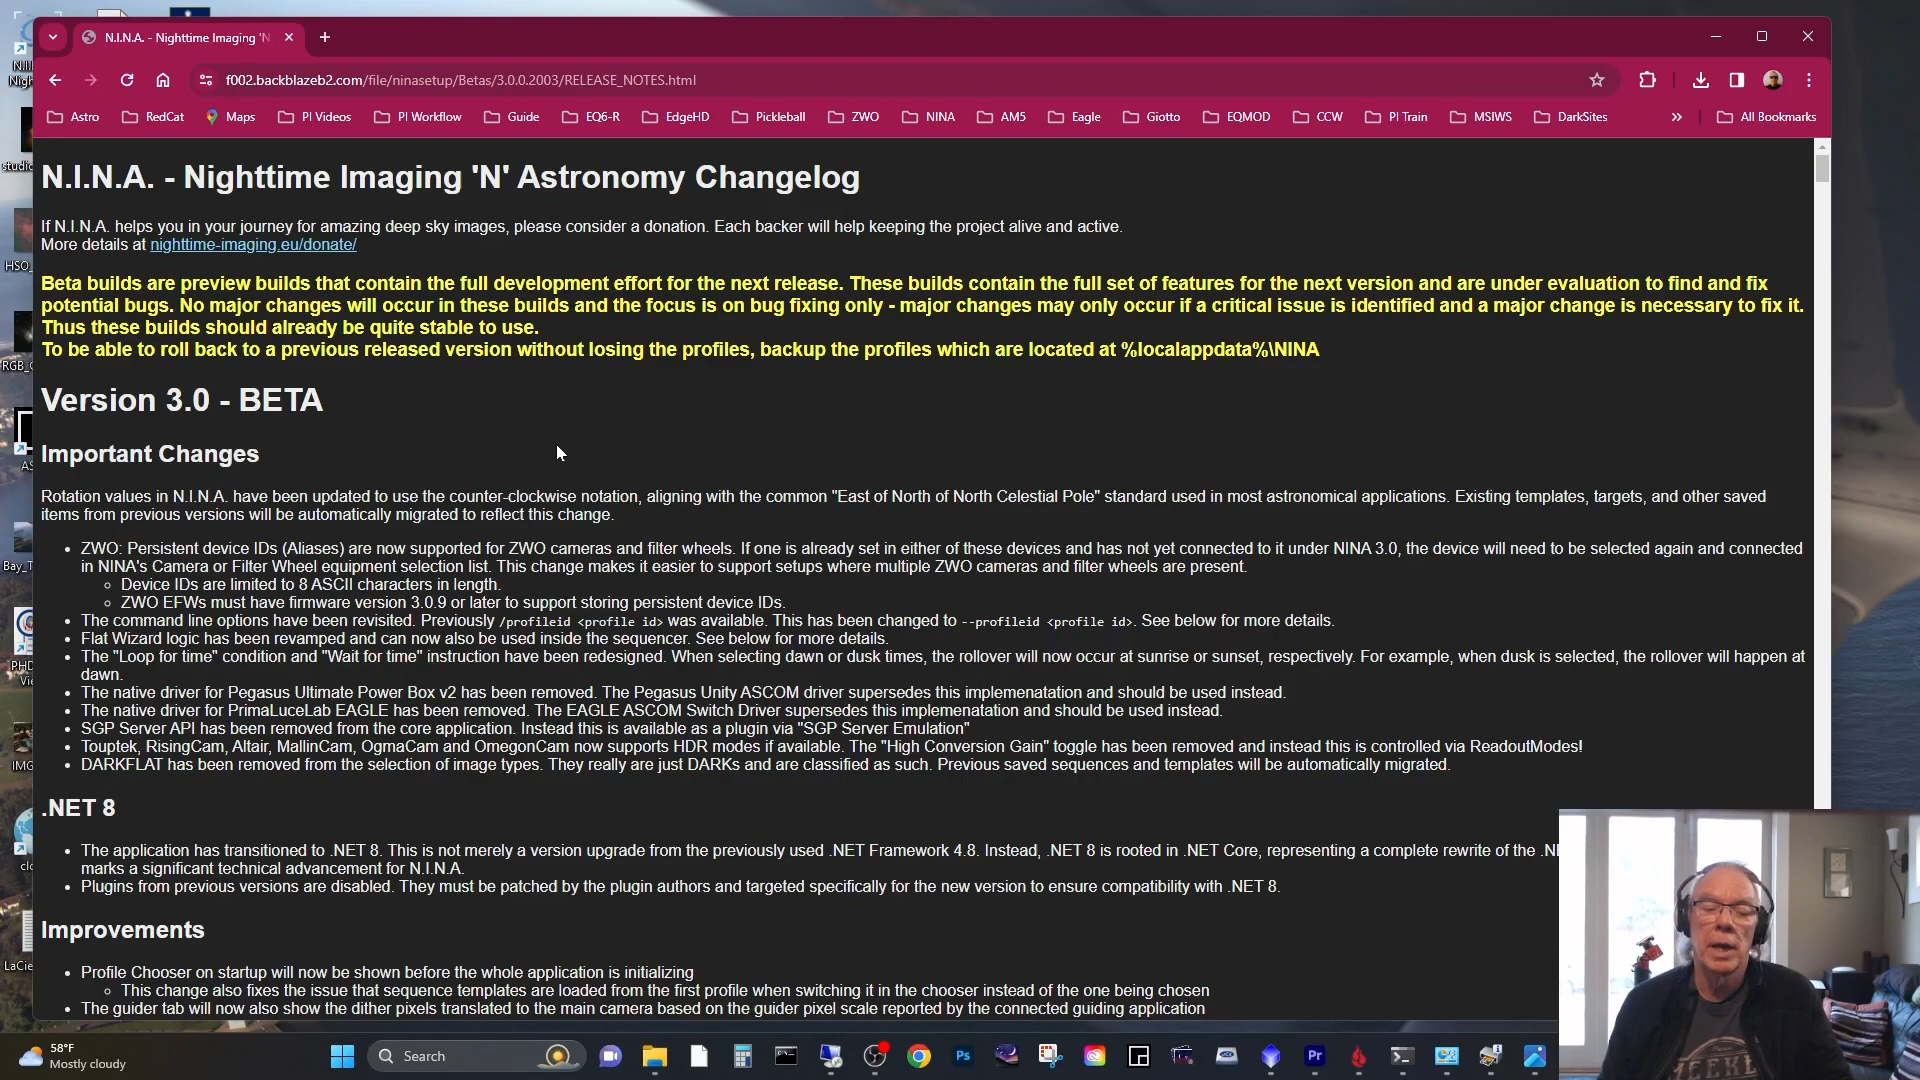 N.I.N.A. - Nighttime Imaging 'N
f002.backblazeb2.com/file/ninasetup/Betas/3.0.0.2003/RELEASE_NOTES.html
Astro RedCat Maps PI Videos PI Workflow Guide EQ6-R EdgeHD Pickleball ZWO NINA AM5 Eagle Giotto EQMOD CCW PI Train MSIWS DarkSites » All Bookmarks
N.I.N.A. - Nighttime Imaging 'N' Astronomy Changelog
If N.I.N.A. helps you in your journey for amazing deep sky images, please consider a donation. Each backer will help keeping the project alive and active.
More details at nighttime-imaging.eu/donate/
Beta builds are preview builds that contain the full development effort for the next release. These builds contain the full set of features for the next version and are under evaluation to find and fix
potential bugs. No major changes will occur in these builds and the focus is on bug fixing only - major changes may only occur if a critical issue is identified and a major change is necessary to fix it.
Thus these builds should already be quite stable to use.
To be able to roll back to a previous released version without losing the profiles, backup the profiles which are located at %localappdata%\NINA
Version 3.0 - BETA
Important Changes
Rotation values in N.I.N.A. have been updated to use the counter-clockwise notation, aligning with the common "East of North of North Celestial Pole" standard used in most astronomical applications. Existing templates, targets, and other saved
items from previous versions will be automatically migrated to reflect this change.
• ZWO: Persistent device IDs (Aliases) are now supported for ZWO cameras and filter wheels. If one is already set in either of these devices and has not yet connected to it under NINA 3.0, the device will need to be selected again and connected
in NINA's Camera or Filter Wheel equipment selection list. This change makes it easier to support setups where multiple ZWO cameras and filter wheels are present.
◦ Device IDs are limited to 8 ASCII characters in length.
◦ ZWO EFWs must have firmware version 3.0.9 or later to support storing persistent device IDs.
• The command line options have been revisited. Previously /profileid <profile id> was available. This has been changed to --profileid <profile id>. See below for more details.
• Flat Wizard logic has been revamped and can now also be used inside the sequencer. See below for more details.
• The "Loop for time" condition and "Wait for time" instruction have been redesigned. When selecting dawn or dusk times, the rollover will now occur at sunrise or sunset, respectively. For example, when dusk is selected, the rollover will happen at
dawn.
• The native driver for Pegasus Ultimate Power Box v2 has been removed. The Pegasus Unity ASCOM driver supersedes this implemenatation and should be used instead.
• The native driver for PrimaLuceLab EAGLE has been removed. The EAGLE ASCOM Switch Driver supersedes this implemenatation and should be used instead.
• SGP Server API has been removed from the core application. Instead this is available as a plugin via "SGP Server Emulation"
• Touptek, RisingCam, Altair, MallinCam, OgmaCam and OmegonCam now supports HDR modes if available. The "High Conversion Gain" toggle has been removed and instead this is controlled via ReadoutModes!
• DARKFLAT has been removed from the selection of image types. They really are just DARKs and are classified as such. Previous saved sequences and templates will be automatically migrated.
.NET 8
• The application has transitioned to .NET 8. This is not merely a version upgrade from the previously used .NET Framework 4.8. Instead, .NET 8 is rooted in .NET Core, representing a complete rewrite of the
marks a significant technical advancement for N.I.N.A.
• Plugins from previous versions are disabled. They must be patched by the plugin authors and targeted specifically for the new version to ensure compatibility with .NET 8.
Improvements
• Profile Chooser on startup will now be shown before the whole application is initializing
◦ This change also fixes the issue that sequence templates are loaded from the first profile when switching it in the chooser instead of the one being chosen
• The guider tab will now also show the dither pixels translated to the main camera based on the guider pixel scale reported by the connected guiding application
58°F
Mostly cloudy
Search
Ps
Pr